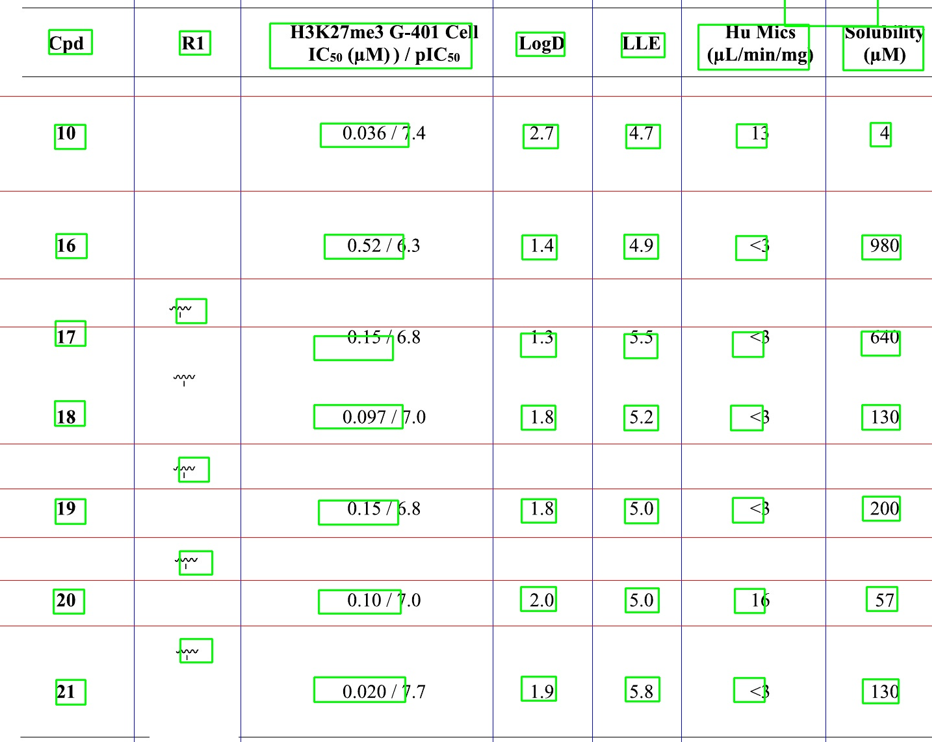 Cpd R1 H3K27me3 G-401 Cell IC₅₀ (μM) ) / pIC₅₀ LogD LLE Hu Mics (μL/min/mg) Solubility (μM)
10 0.036 / 7.4 2.7 4.7 13 4
16 0.52 / 6.3 1.4 4.9 <3 980
17 0.15 / 6.8 1.3 5.5 <3 640
18 0.097 / 7.0 1.8 5.2 <3 130
19 0.15 / 6.8 1.8 5.0 <3 200
20 0.10 / 7.0 2.0 5.0 16 57
21 0.020 / 7.7 1.9 5.8 <3 130